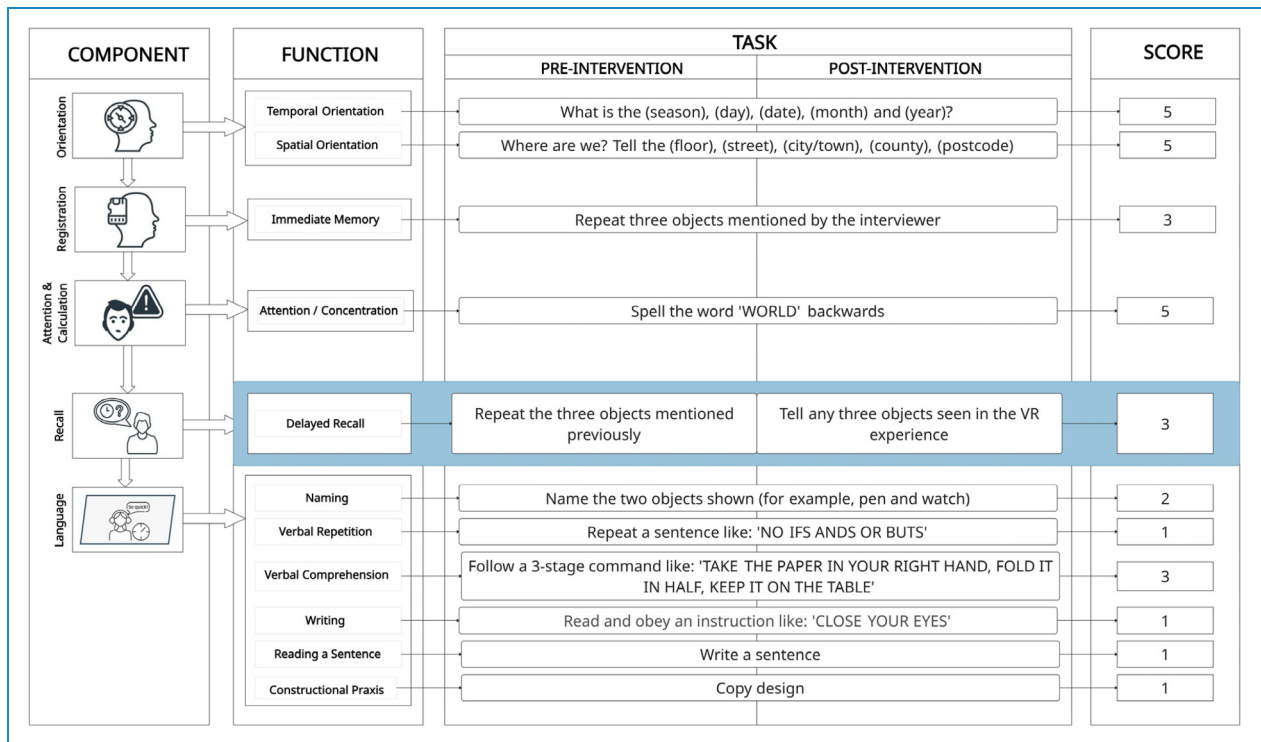 COMPONENT
FUNCTION
TASK
PRE-INTERVENTION
POST-INTERVENTION
SCORE
Orientation
Temporal Orientation
What is the (season), (day), (date), (month) and (year)?
5
Spatial Orientation
Where are we? Tell the (floor), (street), (city/town), (county), (postcode)
5
Registration
Immediate Memory
Repeat three objects mentioned by the interviewer
3
Attention &
Calculation
Attention / Concentration
Spell the word 'WORLD' backwards
5
Recall
Delayed Recall
Repeat the three objects mentioned
previously
Tell any three objects seen in the VR
experience
3
Language
So quick!
Naming
Name the two objects shown (for example, pen and watch)
2
Verbal Repetition
Repeat a sentence like: 'NO IFS ANDS OR BUTS'
1
Verbal Comprehension
Follow a 3-stage command like: 'TAKE THE PAPER IN YOUR RIGHT HAND, FOLD IT
IN HALF, KEEP IT ON THE TABLE'
3
Writing
Read and obey an instruction like: 'CLOSE YOUR EYES'
1
Reading a Sentence
Write a sentence
1
Constructional Praxis
Copy design
1